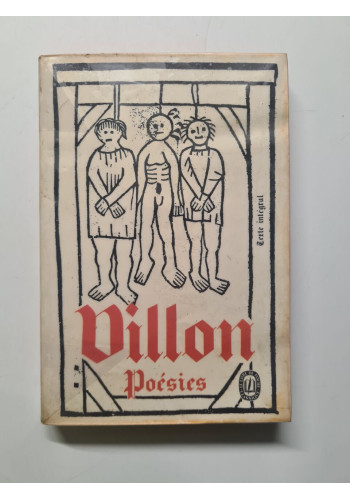 Texte intégral
Villon
Poésies